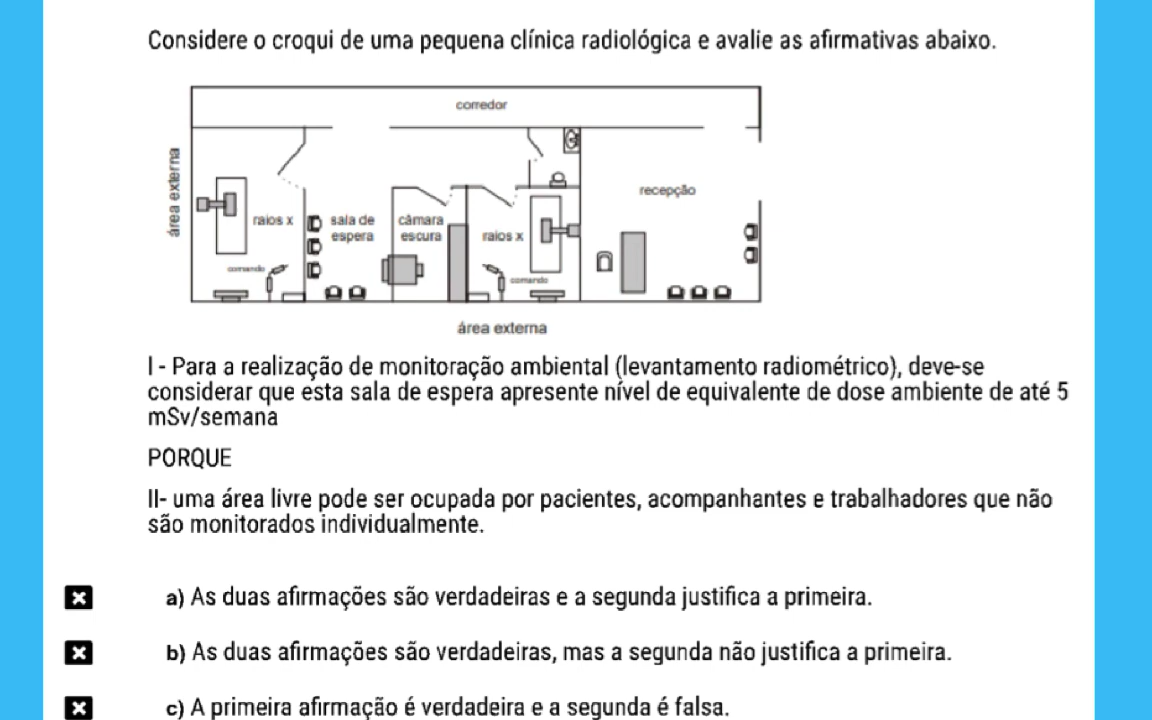 Considere o croqui de uma pequena clínica radiológica e avalie as afirmativas abaixo.
corredor
área externa
recepção
raios x
sala de
espera
câmara
escura
raios x
comando
comando
área externa
I - Para a realização de monitoração ambiental (levantamento radiométrico), deve-se
considerar que esta sala de espera apresente nível de equivalente de dose ambiente de até 5
mSv/semana
PORQUE
II- uma área livre pode ser ocupada por pacientes, acompanhantes e trabalhadores que não
são monitorados individualmente.
a) As duas afirmações são verdadeiras e a segunda justifica a primeira.
b) As duas afirmações são verdadeiras, mas a segunda não justifica a primeira.
c) A primeira afirmação é verdadeira e a segunda é falsa.